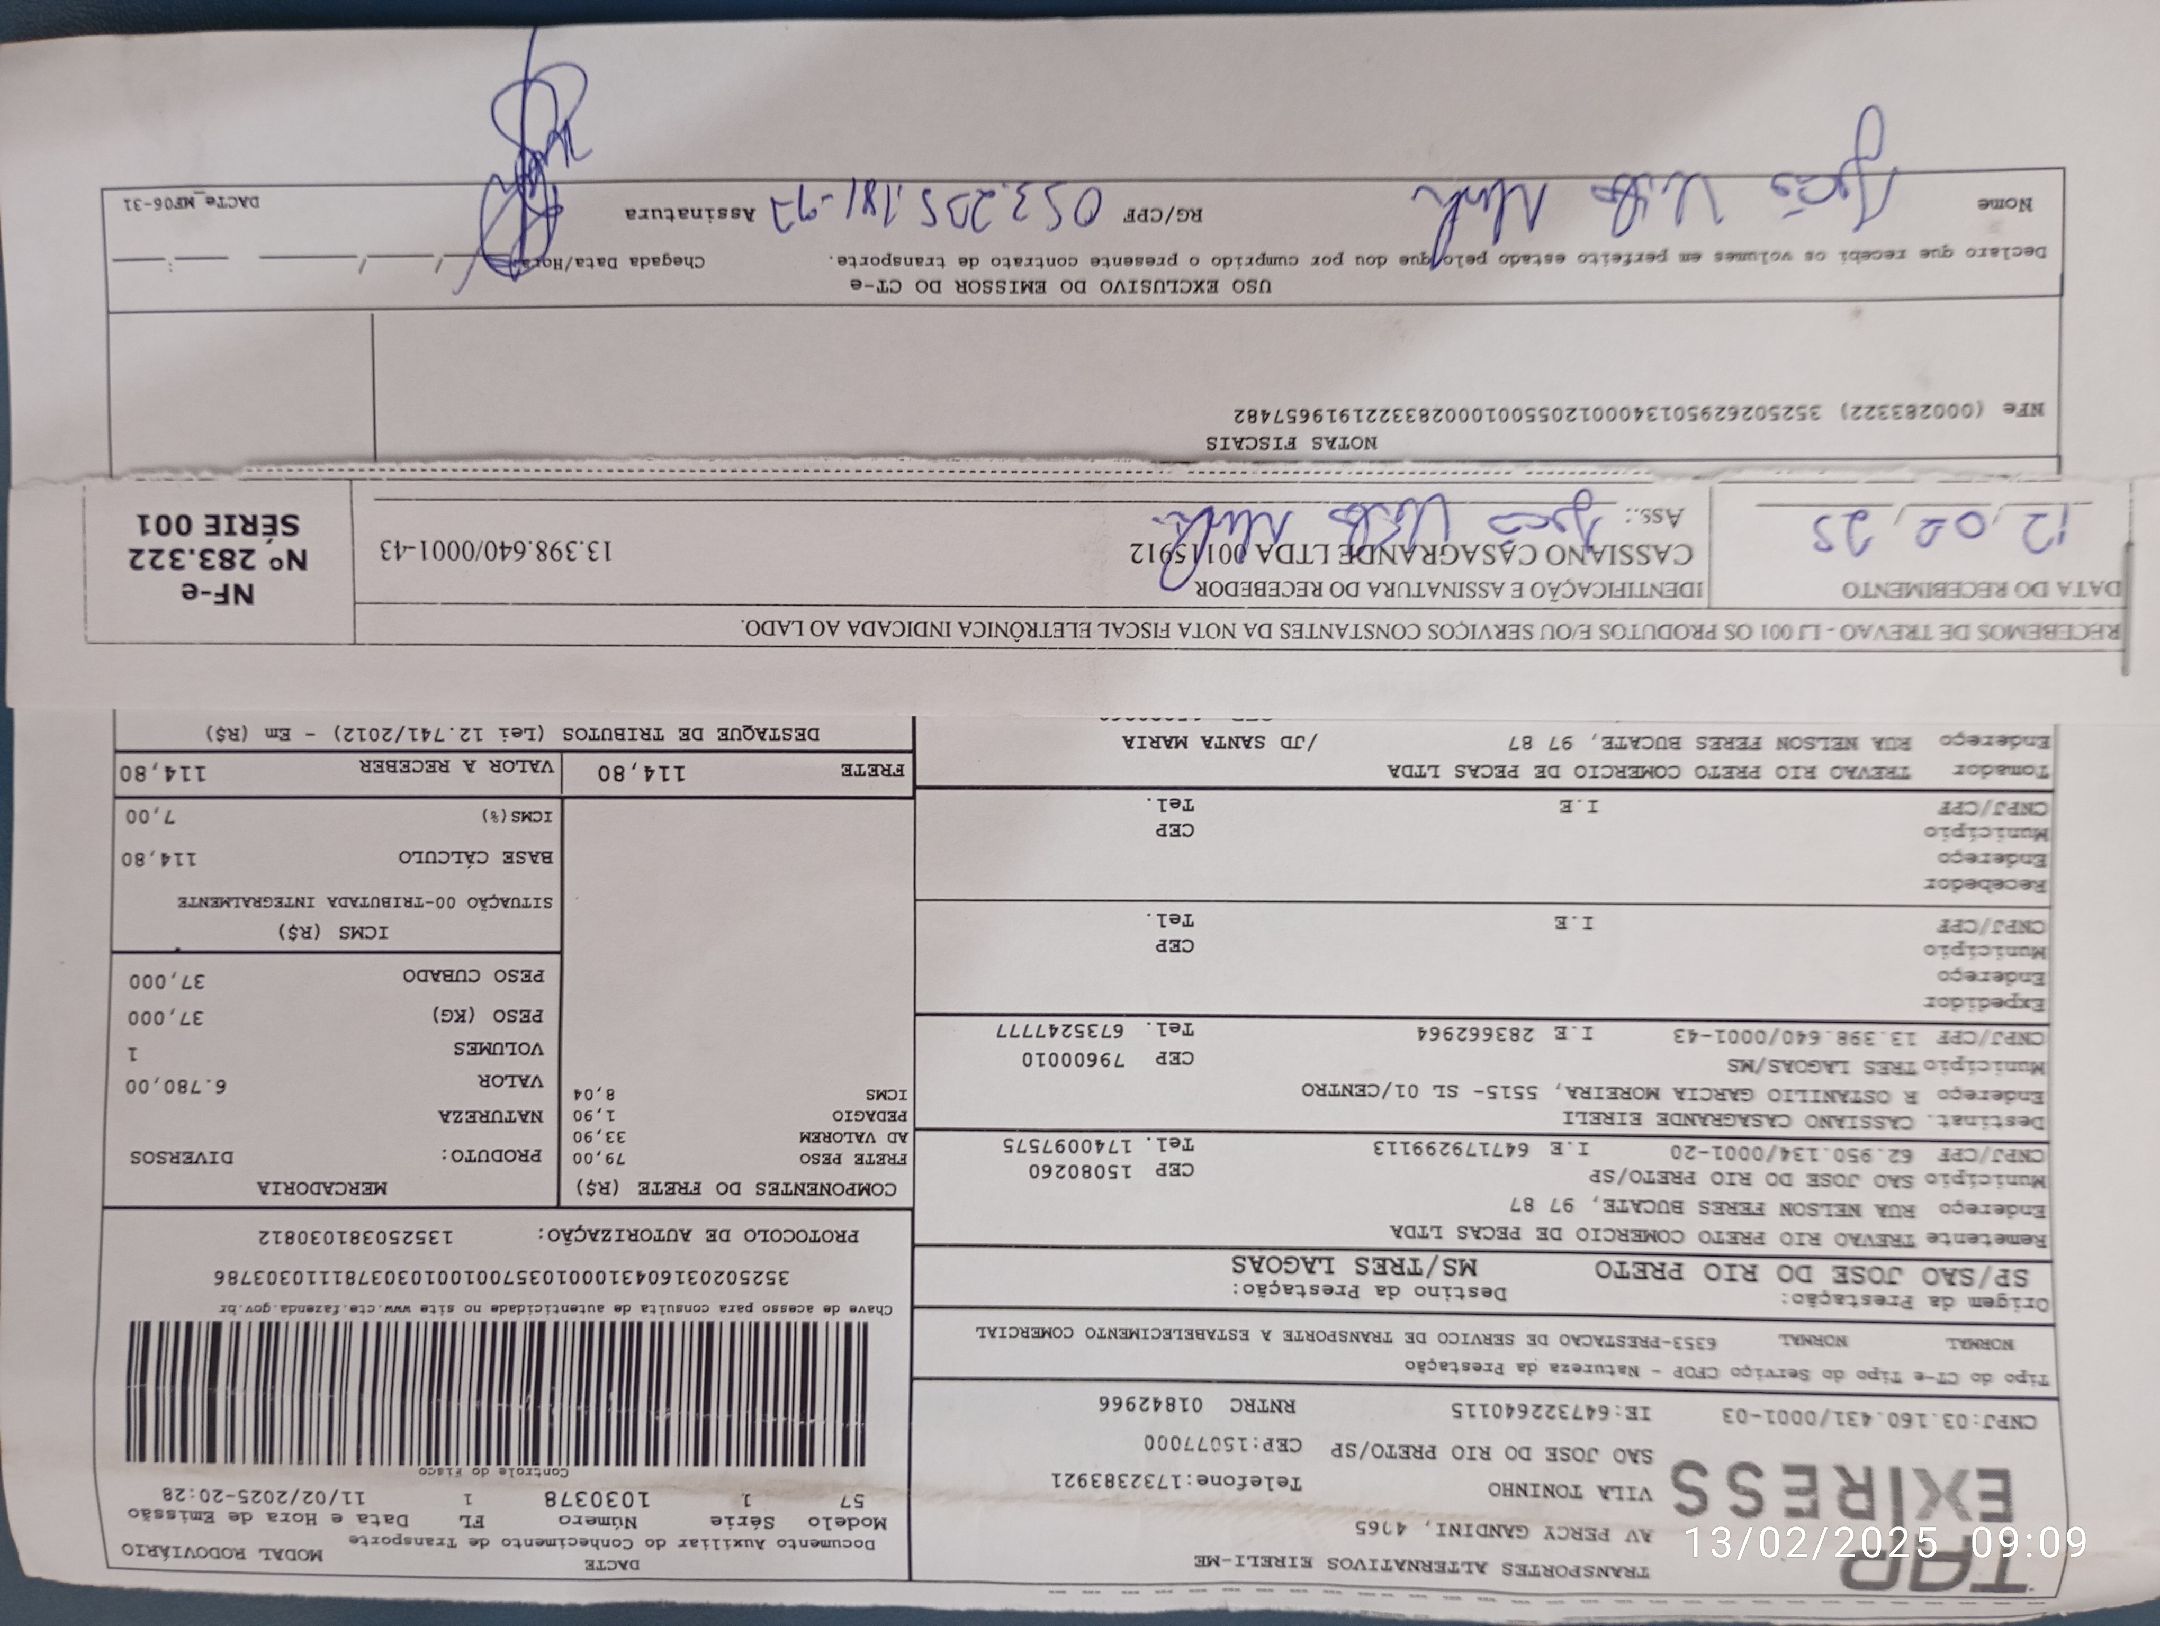 TAP
EXPRESS
TRANSPORTES ALTERNATIVOS EIRELI-ME
AV PERCY GANDINI, 4065
VILA TONINHO Telefone:1732383921
SAO JOSE DO RIO PRETO/SP CEP:15077000
CNPJ:03.160.431/0001-03 IE:647322640115 RNTRC 01842966
Tipo do CT-e Tipo do Serviço CFOP - Natureza da Prestação
NORMAL NORMAL 6353-PRESTACAO DE SERVICO DE TRANSPORTE A ESTABELECIMENTO COMERCIAL
Origem da Prestação: Destino da Prestação:
SP/SAO JOSE DO RIO PRETO MS/TRES LAGOAS
Remetente TREVAO RIO PRETO COMERCIO DE PECAS LTDA
Endereço RUA NELSON FERES BUCATE, 97 87
Município SAO JOSE DO RIO PRETO/SP CEP 15080260
CNPJ/CPF 62.950.134/0001-20 I.E 647179299113 Tel. 1740097575
Destinat. CASSIANO CASAGRANDE EIRELI
Endereço R OSTANILIO GARCIA MOREIRA, 5515- SL 01/CENTRO
Município TRES LAGOAS/MS CEP 79600010
CNPJ/CPF 13.398.640/0001-43 I.E 283662964 Tel. 6735247777
Expedidor
Endereço
Município CEP
CNPJ/CPF I.E Tel.
Recebedor
Endereço
Município CEP
CNPJ/CPF I.E Tel.
Tomador TREVAO RIO PRETO COMERCIO DE PECAS LTDA
Endereço RUA NELSON FERES BUCATE, 97 87 /JD SANTA MARIA
DACTE MODAL RODOVIÁRIO
Documento Auxiliar do Conhecimento de Transporte
Modelo Série Número FL Data e Hora de Emissão
57 1 1030378 1 11/02/2025-20:28
Controle do Fisco
Chave de acesso para consulta de autenticidade no site www.cte.fazenda.gov.br
352502031604310001035700100103037811110303786
PROTOCOLO DE AUTORIZAÇÃO: 135250381030812
COMPONENTES DO FRETE (R$)
FRETE PESO 79,00
AD VALOREM 33,90
PEDAGIO 1,90
ICMS 8,04
MERCADORIA
PRODUTO: DIVERSOS
NATUREZA
VALOR 6.780,00
VOLUMES 1
PESO (KG) 37,000
PESO CUBADO 37,000
ICMS (R$)
SITUAÇÃO 00-TRIBUTADA INTEGRALMENTE
BASE CÁLCULO 114,80
ICMS(%) 7,00
FRETE 114,80 VALOR A RECEBER 114,80
DESTAQUE DE TRIBUTOS (Lei 12.741/2012) - Em (R$)
RECEBEMOS DE TREVAO - LJ 001 OS PRODUTOS E/OU SERVIÇOS CONSTANTES DA NOTA FISCAL ELETRÔNICA INDICADA AO LADO.
DATA DO RECEBIMENTO
12,02,25
IDENTIFICAÇÃO E ASSINATURA DO RECEBEDOR
CASSIANO CASAGRANDE LTDA 00115912 13.398.640/0001-43
Ass.: João
NF-e
Nº 283.322
SÉRIE 001
NOTAS FISCAIS
NFe (000283322) 35250262950134000120550010002833221919657482
USO EXCLUSIVO DO EMISSOR DO CT-e
Declaro que recebi os volumes em perfeito estado pelo que dou por cumprido o presente contrato de transporte. Chegada Data/Hora: / / :
Nome João RG/CPF 053.235.181-97 Assinatura DACTe_MF06-31
13/02/2025 09:09